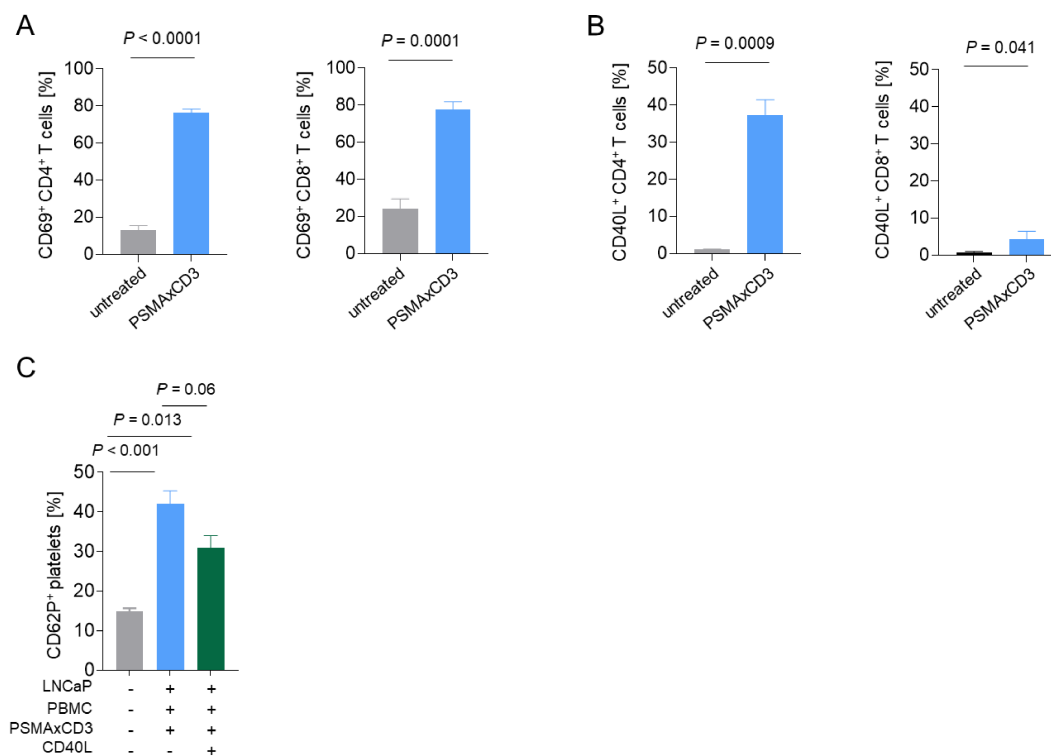 A
B
P < 0.0001
P = 0.0001
P = 0.0009
P = 0.041
CD69⁺ CD4⁺ T cells [%]
100
80
60
40
20
0
untreated
PSMAxCD3
CD69⁺ CD8⁺ T cells [%]
100
80
60
40
20
0
untreated
PSMAxCD3
CD40L⁺ CD4⁺ T cells [%]
50
40
30
20
10
0
untreated
PSMAxCD3
CD40L⁺ CD8⁺ T cells [%]
50
40
30
20
10
0
untreated
PSMAxCD3
C
P = 0.06
P = 0.013
P < 0.001
CD62P⁺ platelets [%]
50
40
30
20
10
0
LNCaP - + +
PBMC - + +
PSMAxCD3 - + +
CD40L - - +